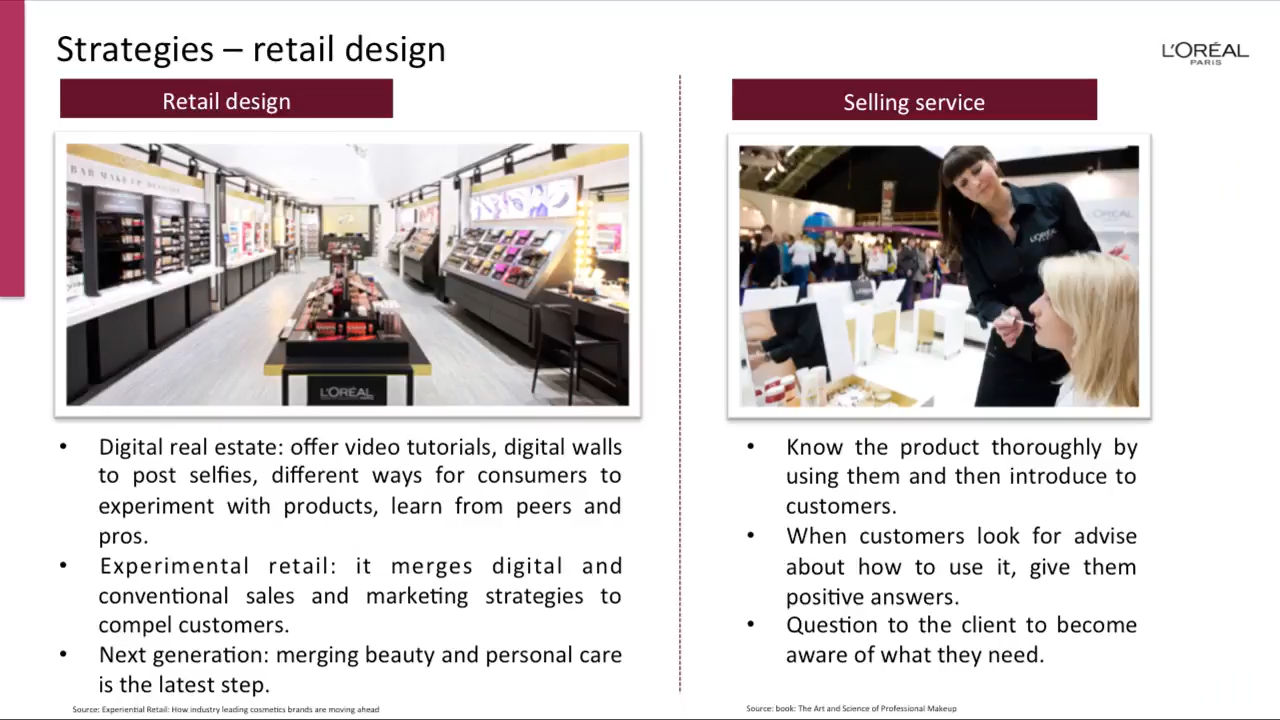 Strategies – retail design
L'ORÉAL
PARIS
Retail design
BAR MAKE-UP DESIGNER
L'ORÉAL
PARIS
• Digital real estate: offer video tutorials, digital walls
to post selfies, different ways for consumers to
experiment with products, learn from peers and
pros.
• Experimental retail: it merges digital and
conventional sales and marketing strategies to
compel customers.
• Next generation: merging beauty and personal care
is the latest step.
Source: Experiential Retail: How industry leading cosmetics brands are moving ahead
Selling service
L'ORÉAL
• Know the product thoroughly by
using them and then introduce to
customers.
• When customers look for advise
about how to use it, give them
positive answers.
• Question to the client to become
aware of what they need.
Source: book: The Art and Science of Professional Makeup